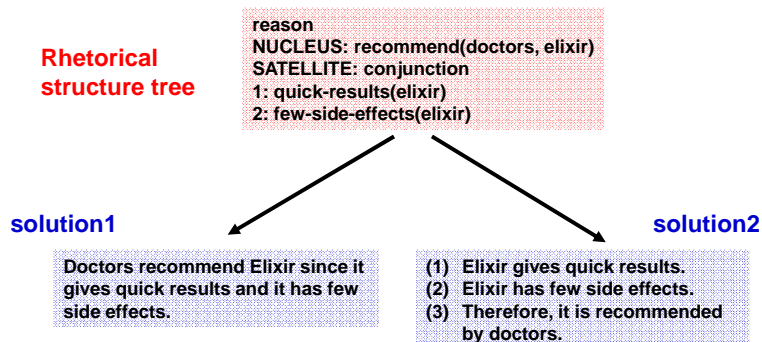 Rhetorical
structure tree
reason
NUCLEUS: recommend(doctors, elixir)
SATELLITE: conjunction
1: quick-results(elixir)
2: few-side-effects(elixir)
solution1
Doctors recommend Elixir since it
gives quick results and it has few
side effects.
solution2
(1) Elixir gives quick results.
(2) Elixir has few side effects.
(3) Therefore, it is recommended
by doctors.